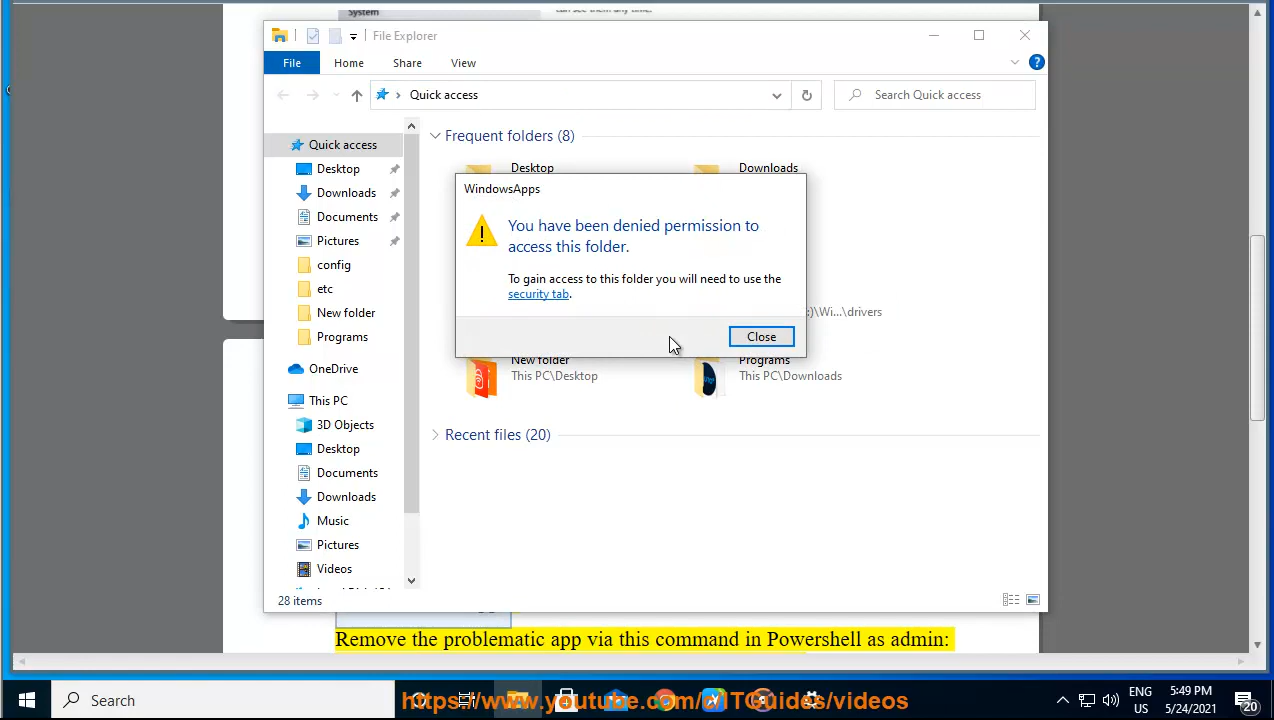 System
can see them any time.
File Explorer
File
Home
Share
View
?
Quick access
Search Quick access
Quick access
Desktop
Downloads
Documents
Pictures
config
etc
New folder
Programs
OneDrive
This PC
3D Objects
Desktop
Documents
Downloads
Music
Pictures
Videos
Frequent folders (8)
Desktop
Downloads
:)\Wi...\drivers
New folder
This PC\Desktop
Programs
This PC\Downloads
Recent files (20)
WindowsApps
You have been denied permission to
access this folder.
To gain access to this folder you will need to use the
security tab.
Close
28 items
Remove the problematic app via this command in Powershell as admin:
Search
https://www.youtube.com/c/ITGuides/videos
ENG
US
5:49 PM
5/24/2021
20